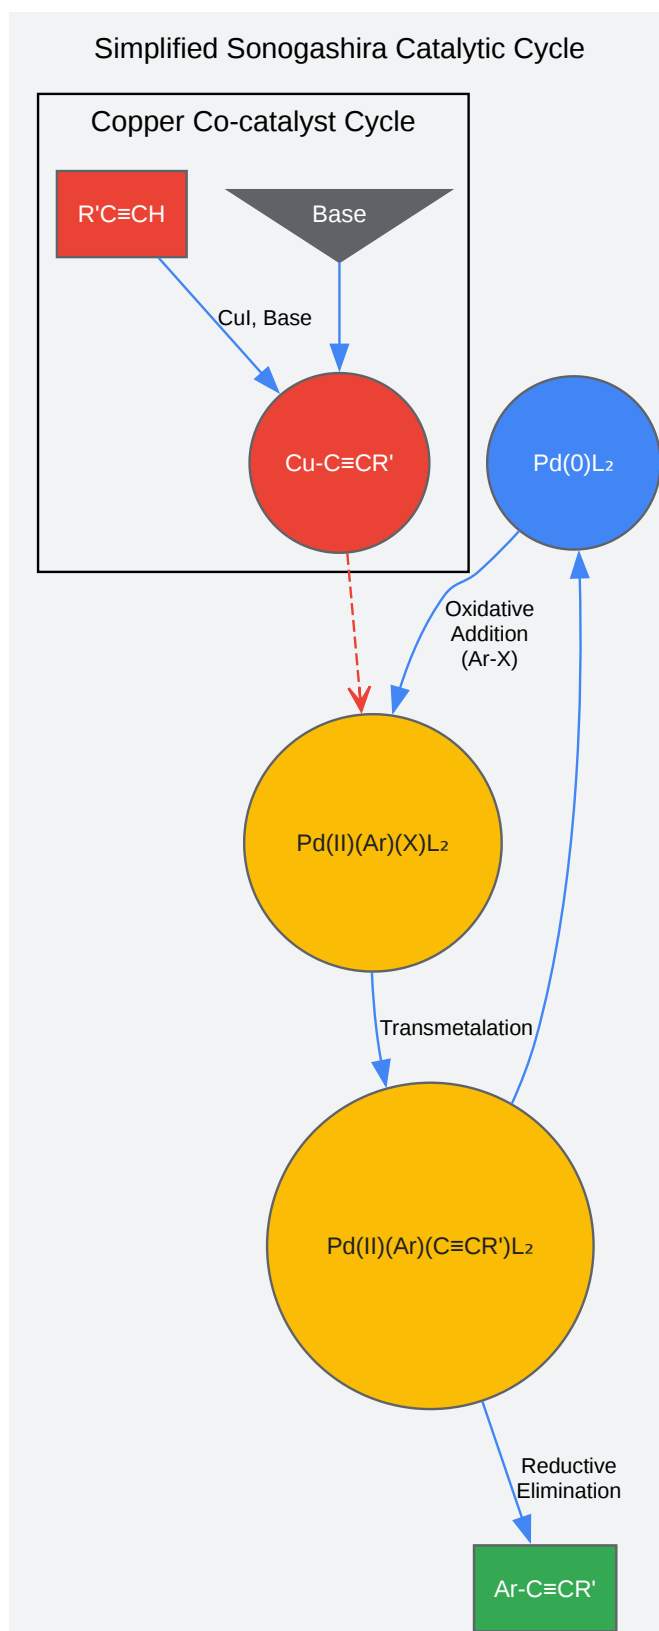 Simplified Sonogashira Catalytic Cycle
Copper Co-catalyst Cycle
R'C≡CH
Base
CuI, Base
Cu-C≡CR'
Pd(0)L₂
Oxidative
Addition
(Ar-X)
Pd(II)(Ar)(X)L₂
Transmetalation
Pd(II)(Ar)(C≡CR')L₂
Reductive
Elimination
Ar-C≡CR'